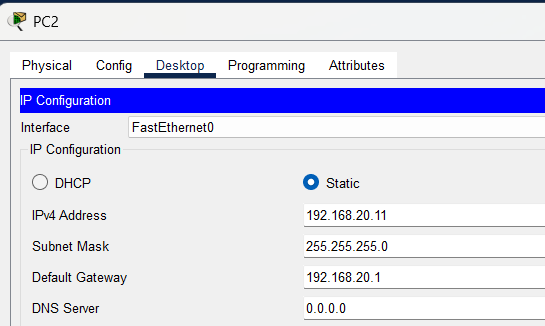 PC2
Physical Config Desktop Programming Attributes
IP Configuration
Interface FastEthernet0
IP Configuration
DHCP Static
IPv4 Address 192.168.20.11
Subnet Mask 255.255.255.0
Default Gateway 192.168.20.1
DNS Server 0.0.0.0